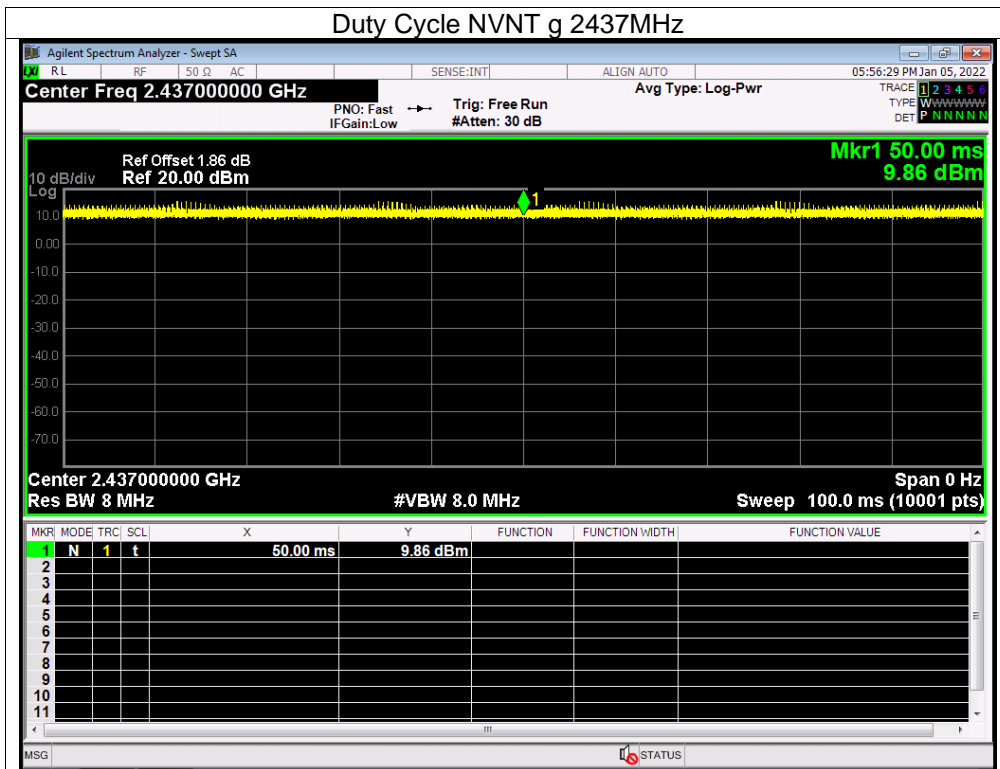 Duty Cycle NVNT g 2437MHz
Agilent Spectrum Analyzer - Swept SA
LXI RL RF 50 Ω AC SENSE:INT ALIGN AUTO 05:56:29 PM Jan 05, 2022
Center Freq 2.437000000 GHz
PNO: Fast
IFGain:Low
Trig: Free Run
#Atten: 30 dB
Avg Type: Log-Pwr
TRACE 1 2 3 4 5 6
TYPE WWWWWWW
DET P N N N N N
Mkr1 50.00 ms
9.86 dBm
Ref Offset 1.86 dB
10 dB/div Ref 20.00 dBm
Log
1
10.0
0.00
-10.0
-20.0
-30.0
-40.0
-50.0
-60.0
-70.0
Center 2.437000000 GHz Span 0 Hz
Res BW 8 MHz #VBW 8.0 MHz Sweep 100.0 ms (10001 pts)
MKR MODE TRC SCL X Y FUNCTION FUNCTION WIDTH FUNCTION VALUE
1 N 1 t 50.00 ms 9.86 dBm
2
3
4
5
6
7
8
9
10
11
MSG STATUS